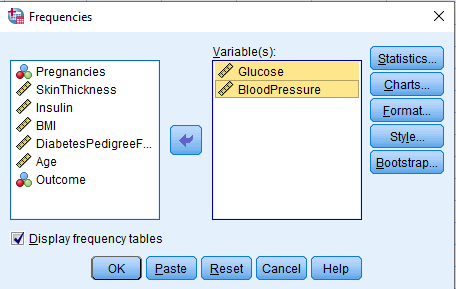 Frequencies
Variable(s):
Pregnancies
SkinThickness
Insulin
BMI
DiabetesPedigreeF...
Age
Outcome
Glucose
BloodPressure
Statistics...
Charts...
Format...
Style...
Bootstrap...
Display frequency tables
OK
Paste
Reset
Cancel
Help